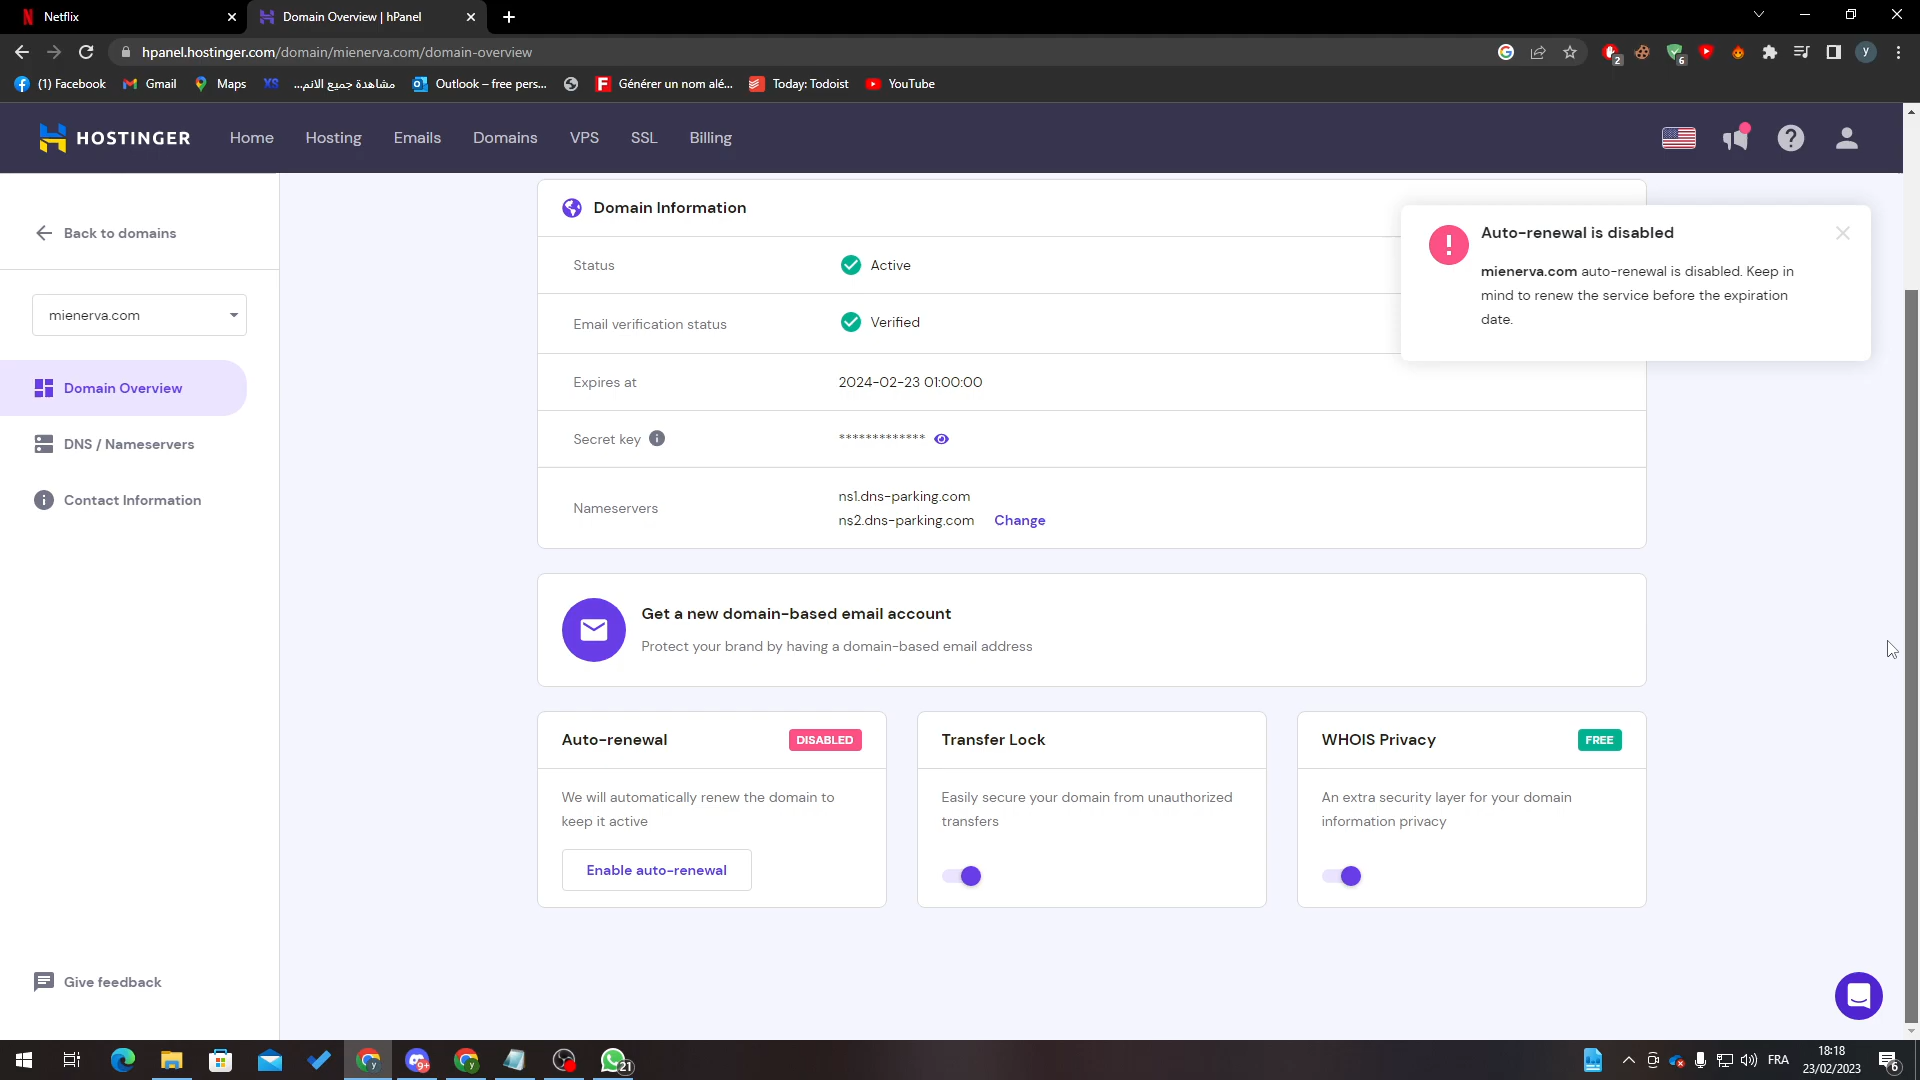 Netflix
Domain Overview | hPanel
hpanel.hostinger.com/domain/mienerva.com/domain-overview
2
6
y
(1) Facebook
Gmail
Maps
XS
مشاهدة جميع الانم...
Outlook – free pers...
Générer un nom alé...
Today: Todoist
YouTube
HOSTINGER
Home
Hosting
Emails
Domains
VPS
SSL
Billing
Back to domains
mienerva.com
Domain Overview
DNS / Nameservers
Contact Information
Give feedback
Domain Information
Status
Active
Email verification status
Verified
Expires at
2024-02-23 01:00:00
Secret key
*************
Nameservers
ns1.dns-parking.com
ns2.dns-parking.com Change
Auto-renewal is disabled
mienerva.com auto-renewal is disabled. Keep in
mind to renew the service before the expiration
date.
Get a new domain-based email account
Protect your brand by having a domain-based email address
Auto-renewal
DISABLED
We will automatically renew the domain to
keep it active
Enable auto-renewal
Transfer Lock
Easily secure your domain from unauthorized
transfers
WHOIS Privacy
FREE
An extra security layer for your domain
information privacy
9+
21
FRA
18:18
23/02/2023
6